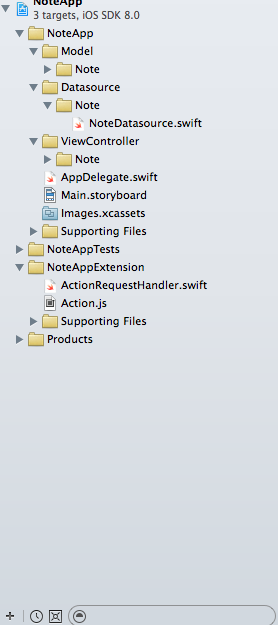 NoteApp
3 targets, iOS SDK 8.0
NoteApp
Model
Note
Datasource
Note
NoteDatasource.swift
ViewController
Note
AppDelegate.swift
Main.storyboard
Images.xcassets
Supporting Files
NoteAppTests
NoteAppExtension
ActionRequestHandler.swift
Action.js
Supporting Files
Products